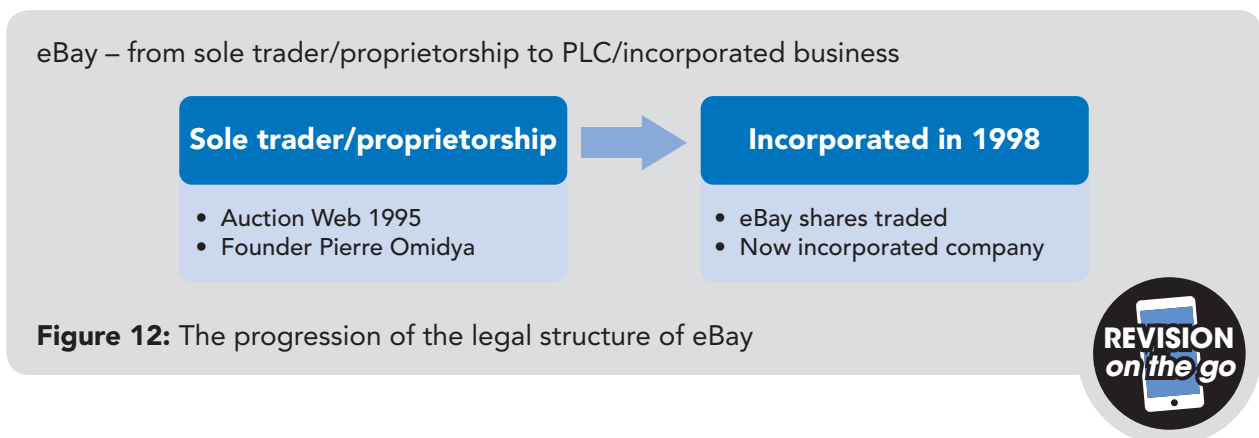 eBay – from sole trader/proprietorship to PLC/incorporated business
Sole trader/proprietorship
• Auction Web 1995
• Founder Pierre Omidya
Incorporated in 1998
• eBay shares traded
• Now incorporated company
Figure 12: The progression of the legal structure of eBay
REVISION
on the go